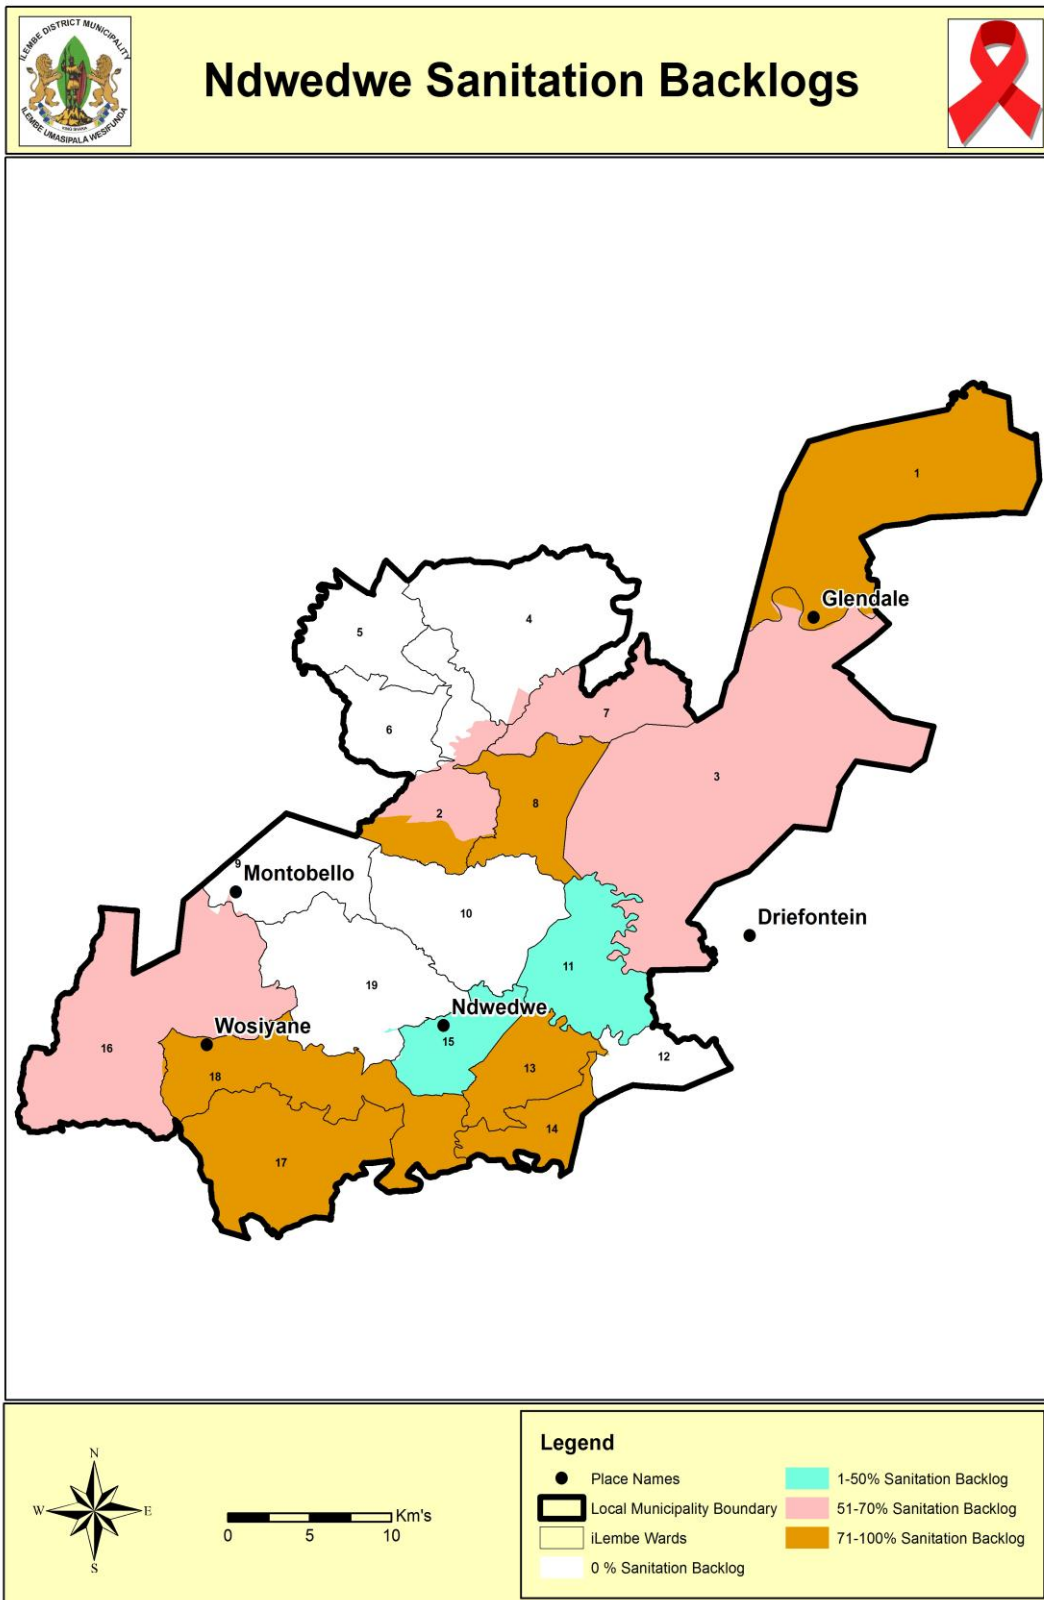 ILEMBE DISTRICT MUNICIPALITY
KING SHAKA
ILEMBE UMASIPALA WESIFUNDA
Ndwedwe Sanitation Backlogs
1
Glendale
5
4
7
6
3
8
2
9
Montobello
10
Driefontein
11
19
Ndwedwe
15
Wosiyane
16
12
13
18
14
17
N
W
E
S
Km's
0 5 10
Legend
Place Names
Local Municipality Boundary
iLembe Wards
0 % Sanitation Backlog
1-50% Sanitation Backlog
51-70% Sanitation Backlog
71-100% Sanitation Backlog